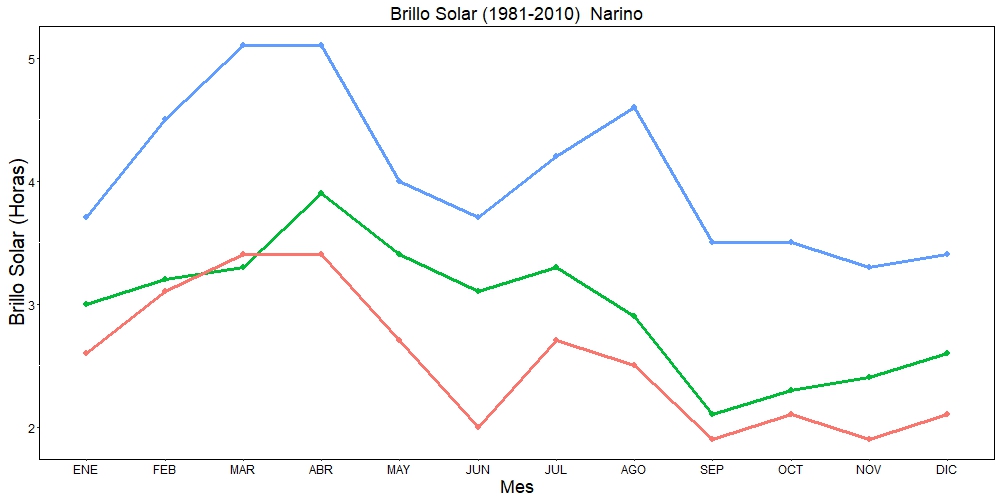 Brillo Solar (1981-2010)  Narino
Brillo Solar (Horas)
5
4
3
2
ENE FEB MAR ABR MAY JUN JUL AGO SEP OCT NOV DIC
Mes